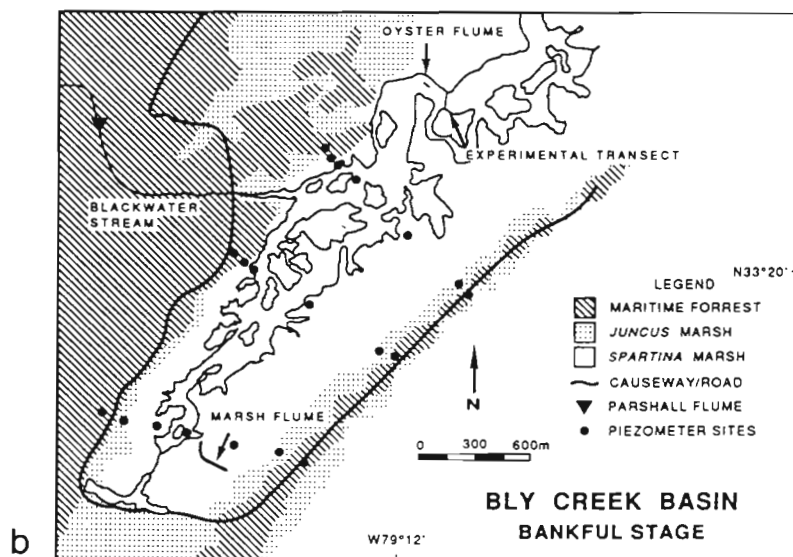 OYSTER FLUME
EXPERIMENTAL TRANSECT
BLACKWATER
STREAM
N33°20'
LEGEND
MARITIME FORREST
JUNCUS MARSH
SPARTINA MARSH
CAUSEWAY/ROAD
PARSHALL FLUME
PIEZOMETER SITES
MARSH FLUME
N
0 300 600m
BLY CREEK BASIN
BANKFUL STAGE
W79°12'
b